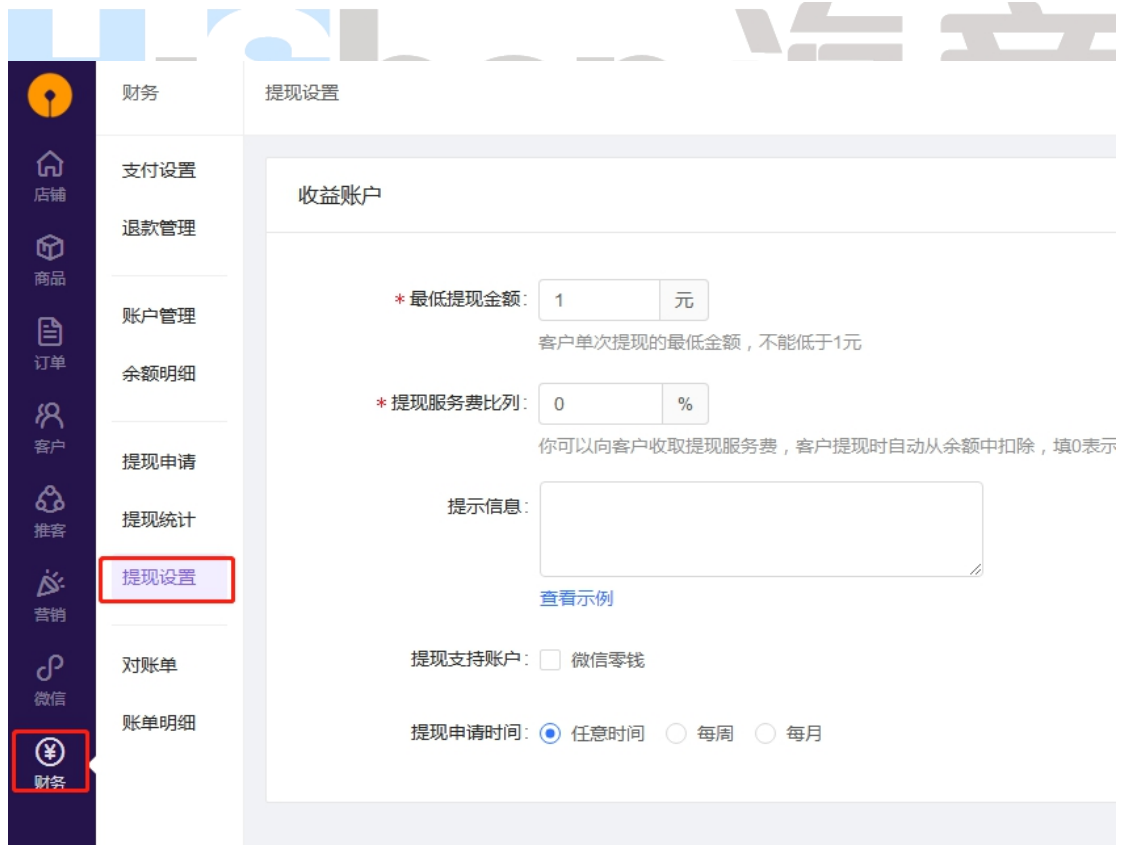 财务
提现设置
店铺
商品
订单
客户
推客
营销
微信
财务
支付设置
退款管理
账户管理
余额明细
提现申请
提现统计
提现设置
对账单
账单明细
收益账户
*最低提现金额: 1 元
客户单次提现的最低金额，不能低于1元
*提现服务费比列: 0 %
你可以向客户收取提现服务费，客户提现时自动从余额中扣除，填0表示
提示信息:
查看示例
提现支持账户: 微信零钱
提现申请时间: 任意时间 每周 每月